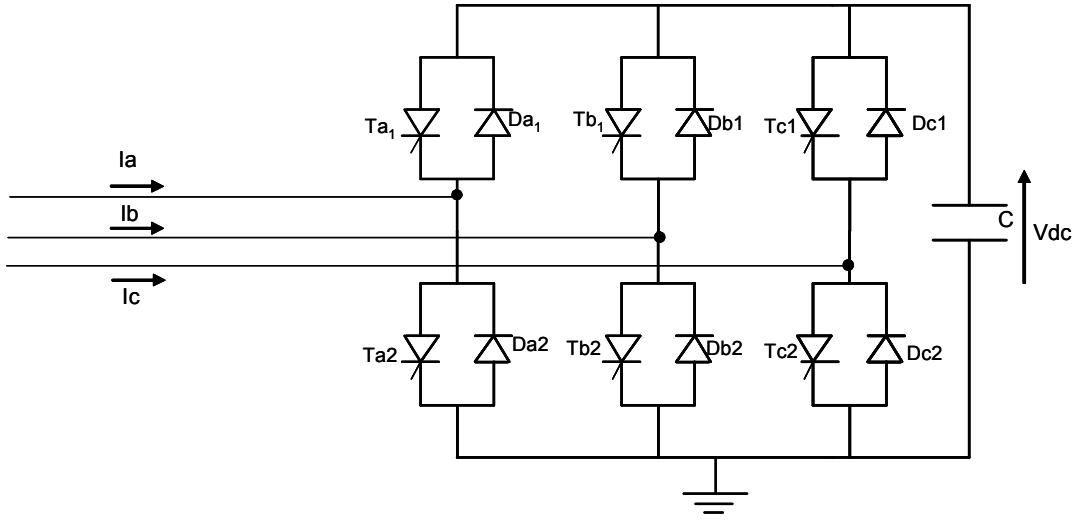 Ta₁ Da₁ Tb₁ Db1 Tc1 Dc1
Ia
Ib
Ic
C
Vdc
Ta2 Da2 Tb2 Db2 Tc2 Dc2